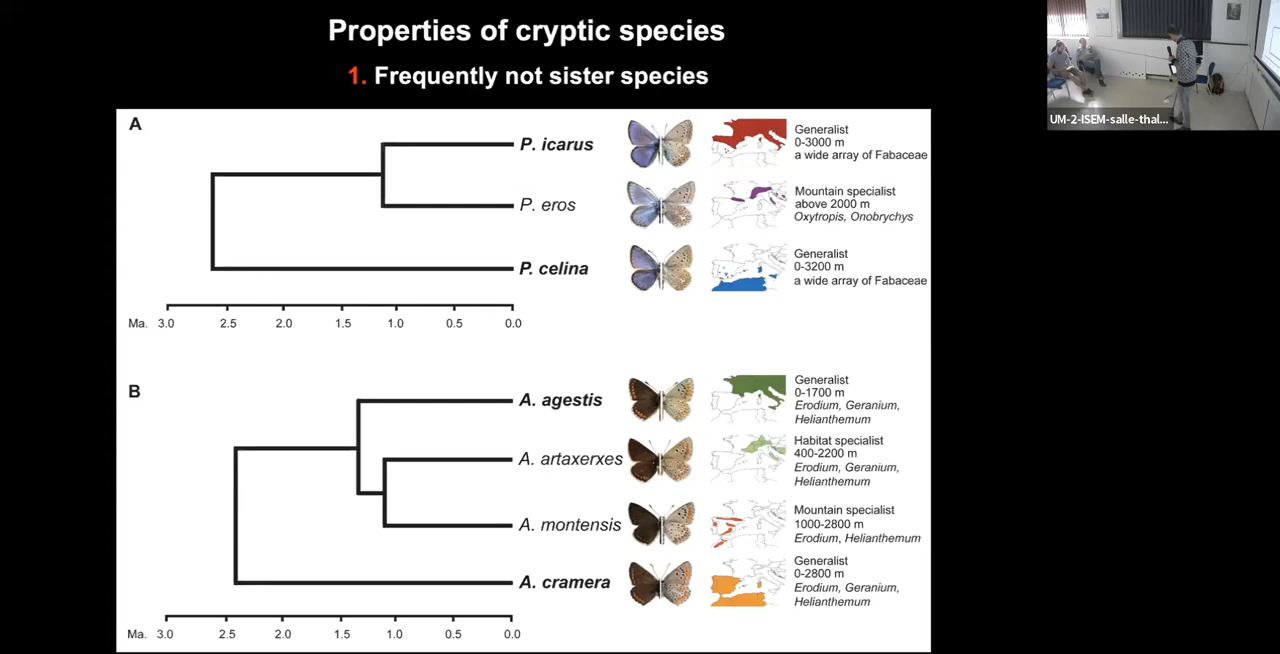 Properties of cryptic species
1. Frequently not sister species
UM-2-ISEM-salle-thal...
A
P. icarus
Generalist
0-3000 m
a wide array of Fabaceae
P. eros
Mountain specialist
above 2000 m
Oxytropis, Onobrychys
P. celina
Generalist
0-3200 m
a wide array of Fabaceae
Ma. 3.0 2.5 2.0 1.5 1.0 0.5 0.0
B
A. agestis
Generalist
0-1700 m
Erodium, Geranium,
Helianthemum
A. artaxerxes
Habitat specialist
400-2200 m
Erodium, Geranium,
Helianthemum
A. montensis
Mountain specialist
1000-2800 m
Erodium, Helianthemum
A. cramera
Generalist
0-2800 m
Erodium, Geranium,
Helianthemum
Ma. 3.0 2.5 2.0 1.5 1.0 0.5 0.0